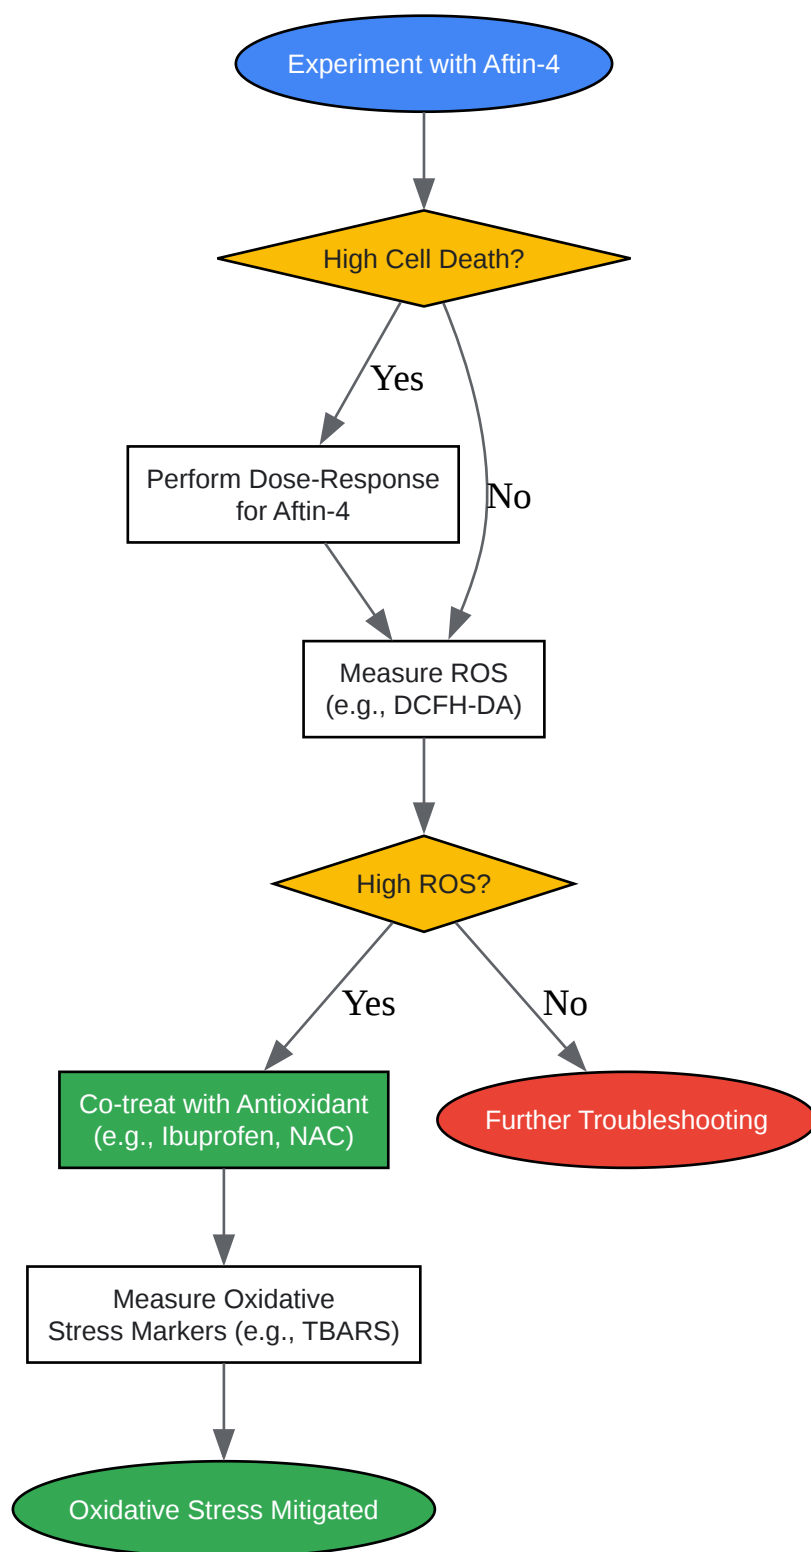 Experiment with Aftin-4
High Cell Death?
Yes
Perform Dose-Response
for Aftin-4
No
Measure ROS
(e.g., DCFH-DA)
High ROS?
Yes
No
Co-treat with Antioxidant
(e.g., Ibuprofen, NAC)
Further Troubleshooting
Measure Oxidative
Stress Markers (e.g., TBARS)
Oxidative Stress Mitigated